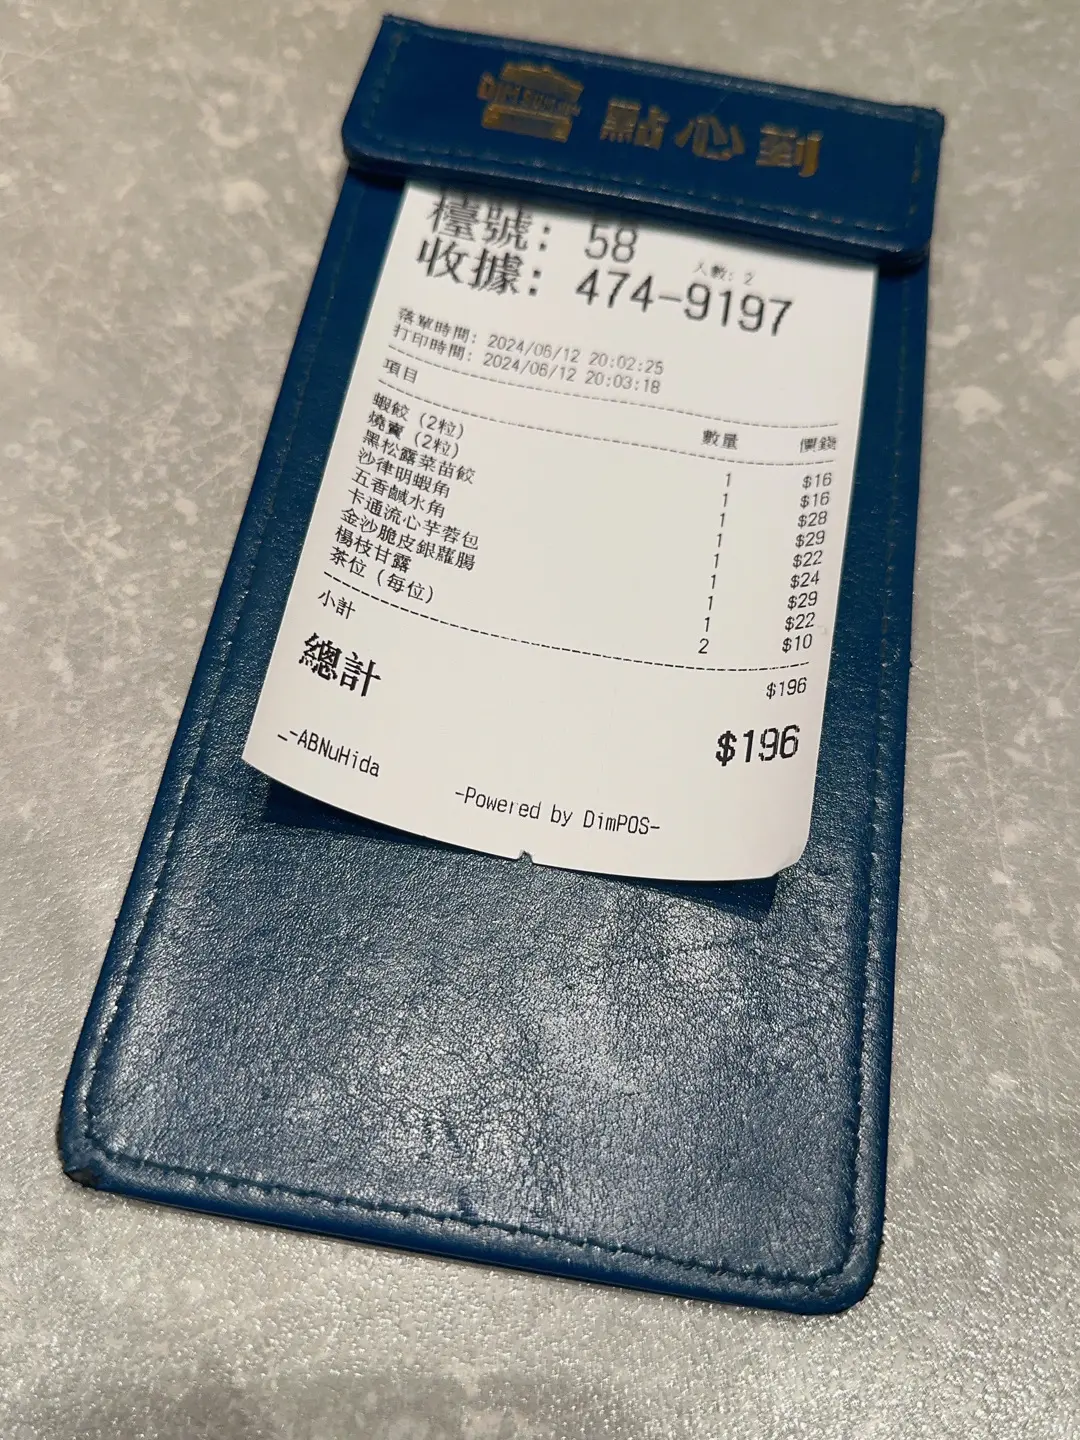 DIM SUM
點心到
檯號: 58 人數: 2
收據: 474-9197
落單時間: 2024/06/12 20:02:25
打印時間: 2024/06/12 20:03:18
項目 數量 價錢
蝦餃 (2粒) 1 $16
燒賣 (2粒) 1 $16
黑松露菜苗餃 1 $28
沙律明蝦角 1 $29
五香鹹水角 1 $22
卡通流心芋蓉包 1 $24
金沙脆皮銀蘿腸 1 $29
楊枝甘露 1 $22
茶位 (每位) 2 $10
小計 $196
總計 $196
_-ABNuHida
-Powered by DimPOS-